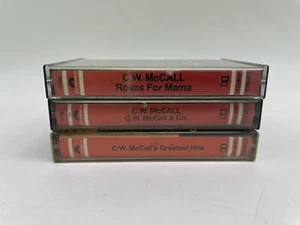 C.W. McCALL
Roses For Mama
C.W. McCALL
C.W. McCall & Co.
C.W. McCall's Greatest Hits